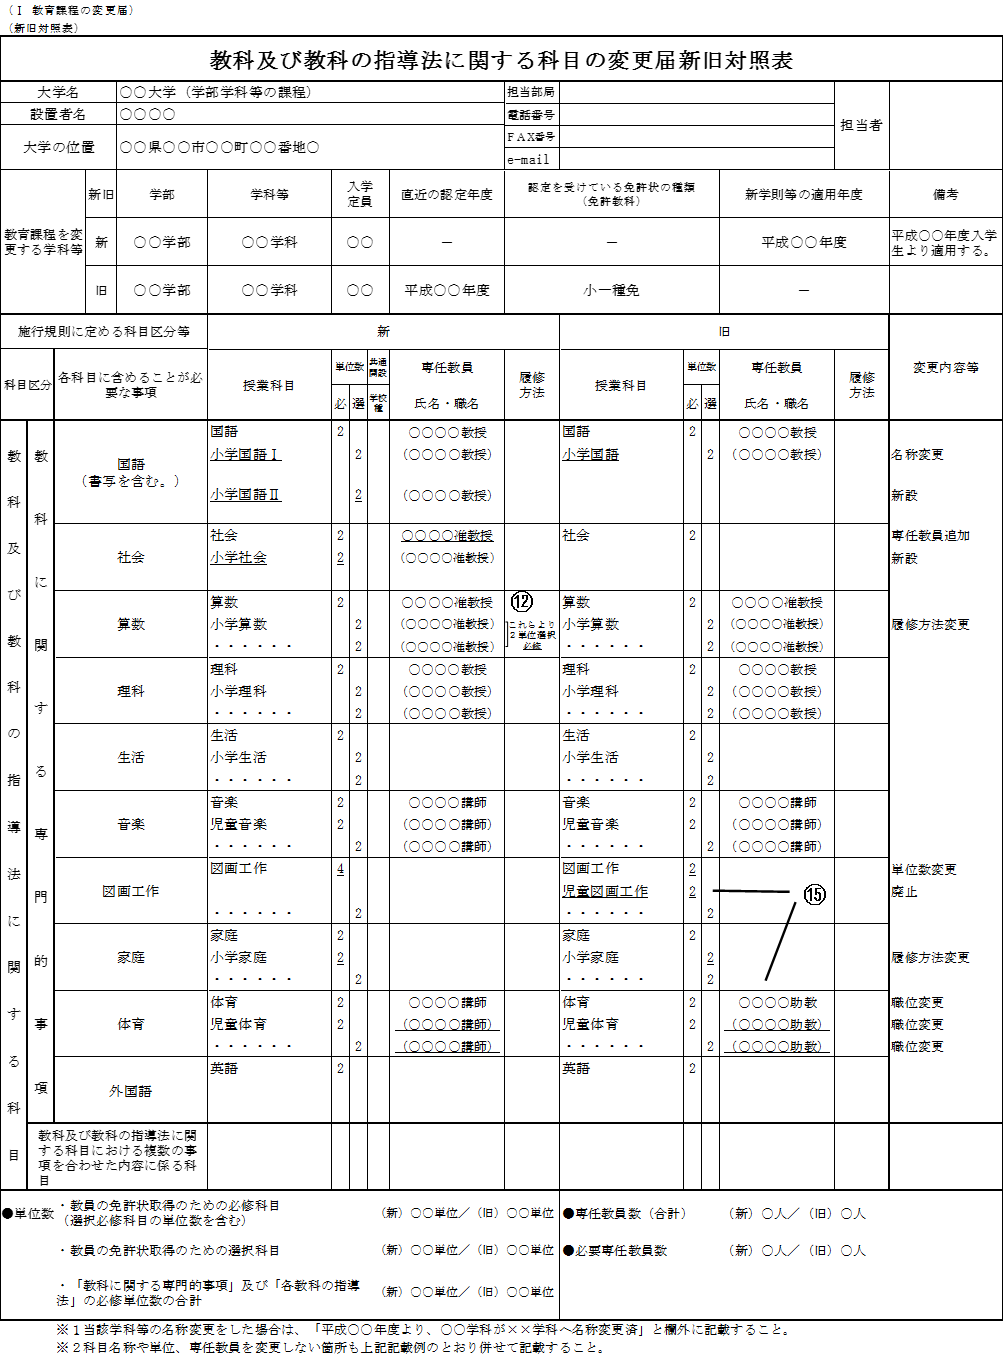 （Ⅰ 教育課程の変更届）
（新旧対照表）
教科及び教科の指導法に関する科目の変更届新旧対照表
大学名 ○○大学（学部学科等の課程） 担当部局
設置者名 ○○○○ 電話番号 担当者
大学の位置 ○○県○○市○○町○○番地○ ＦＡＸ番号
e-mail
教育課程を変更する学科等
新旧 学部 学科等 入学定員 直近の認定年度 認定を受けている免許状の種類（免許教科） 新学則等の適用年度 備考
新 ○○学部 ○○学科 ○○ － － 平成○○年度 平成○○年度入学生より適用する。
旧 ○○学部 ○○学科 ○○ 平成○○年度 小一種免 －
施行規則に定める科目区分等 新 旧 変更内容等
科目区分 各科目に含めることが必要な事項 授業科目 単位数 必 選 共通開設 学校種 専任教員 氏名・職名 履修方法 授業科目 単位数 必 選 専任教員 氏名・職名 履修方法
教科及び教科の指導法に関する科目
教科に関する専門的事項
国語（書写を含む。）
国語 2 ○○○○教授 国語 2 ○○○○教授
小学国語Ⅰ 2 （○○○○教授） 小学国語 2 （○○○○教授） 名称変更
小学国語Ⅱ 2 （○○○○教授） 新設
社会
社会 2 ○○○○准教授 社会 2 専任教員追加
小学社会 2 （○○○○准教授） 新設
算数
算数 2 ○○○○准教授 ⑫ 算数 2 ○○○○准教授
小学算数 2 （○○○○准教授） これらより２単位選択必修 小学算数 2 （○○○○准教授） 履修方法変更
・・・・・・ 2 （○○○○准教授） ・・・・・・ 2 （○○○○准教授）
理科
理科 2 ○○○○教授 理科 2 ○○○○教授
小学理科 2 （○○○○教授） 小学理科 2 （○○○○教授）
・・・・・・ 2 （○○○○教授） ・・・・・・ 2 （○○○○教授）
生活
生活 2 生活 2
小学生活 2 小学生活 2
・・・・・・ 2 ・・・・・・ 2
音楽
音楽 2 ○○○○講師 音楽 2 ○○○○講師
児童音楽 2 （○○○○講師） 児童音楽 2 （○○○○講師）
・・・・・・ 2 （○○○○講師） ・・・・・・ 2 （○○○○講師）
図画工作
図画工作 4 図画工作 2 単位数変更
児童図画工作 2 ⑮ 廃止
・・・・・・ 2 ・・・・・・ 2
家庭
家庭 2 家庭 2
小学家庭 2 小学家庭 2 履修方法変更
・・・・・・ 2 ・・・・・・ 2
体育
体育 2 ○○○○講師 体育 2 ○○○○助教 職位変更
児童体育 2 （○○○○講師） 児童体育 2 （○○○○助教） 職位変更
・・・・・・ 2 （○○○○講師） ・・・・・・ 2 （○○○○助教） 職位変更
外国語
英語 2 英語 2
教科及び教科の指導法に関する科目における複数の事項を合わせた内容に係る科目
●単位数 ・教員の免許状取得のための必修科目（選択必修科目の単位数を含む） （新）○○単位／（旧）○○単位 ●専任教員数（合計） （新）○人／（旧）○人
・教員の免許状取得のための選択科目 （新）○○単位／（旧）○○単位 ●必要専任教員数 （新）○人／（旧）○人
・「教科に関する専門的事項」及び「各教科の指導法」の必修単位数の合計 （新）○○単位／（旧）○○単位
※１当該学科等の名称変更をした場合は、「平成○○年度より、○○学科が××学科へ名称変更済」と欄外に記載すること。
※２科目名称や単位、専任教員を変更しない箇所も上記記載例のとおり併せて記載すること。